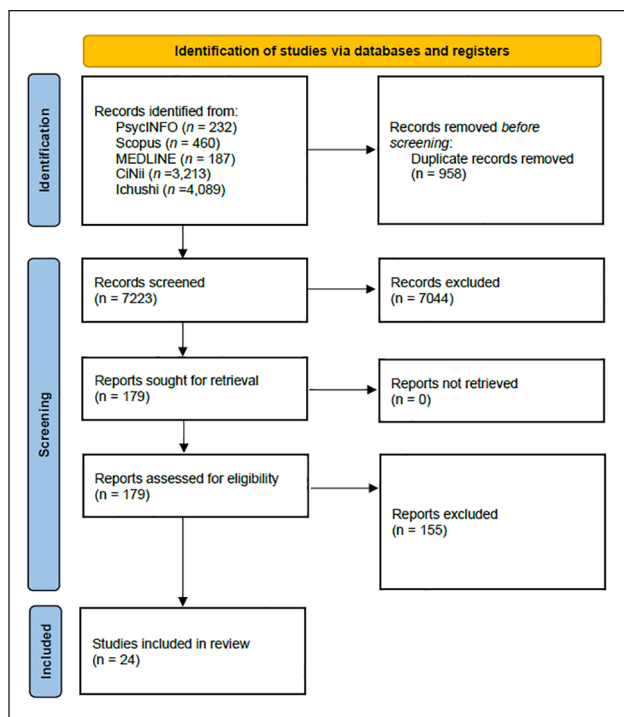 Identification of studies via databases and registers
Identification
Records identified from:
PsycINFO (n = 232)
Scopus (n = 460)
MEDLINE (n = 187)
CiNii (n =3,213)
Ichushi (n =4,089)
Records removed before
screening:
Duplicate records removed
(n = 958)
Screening
Records screened
(n = 7223)
Records excluded
(n = 7044)
Reports sought for retrieval
(n = 179)
Reports not retrieved
(n = 0)
Reports assessed for eligibility
(n = 179)
Reports excluded
(n = 155)
Included
Studies included in review
(n = 24)